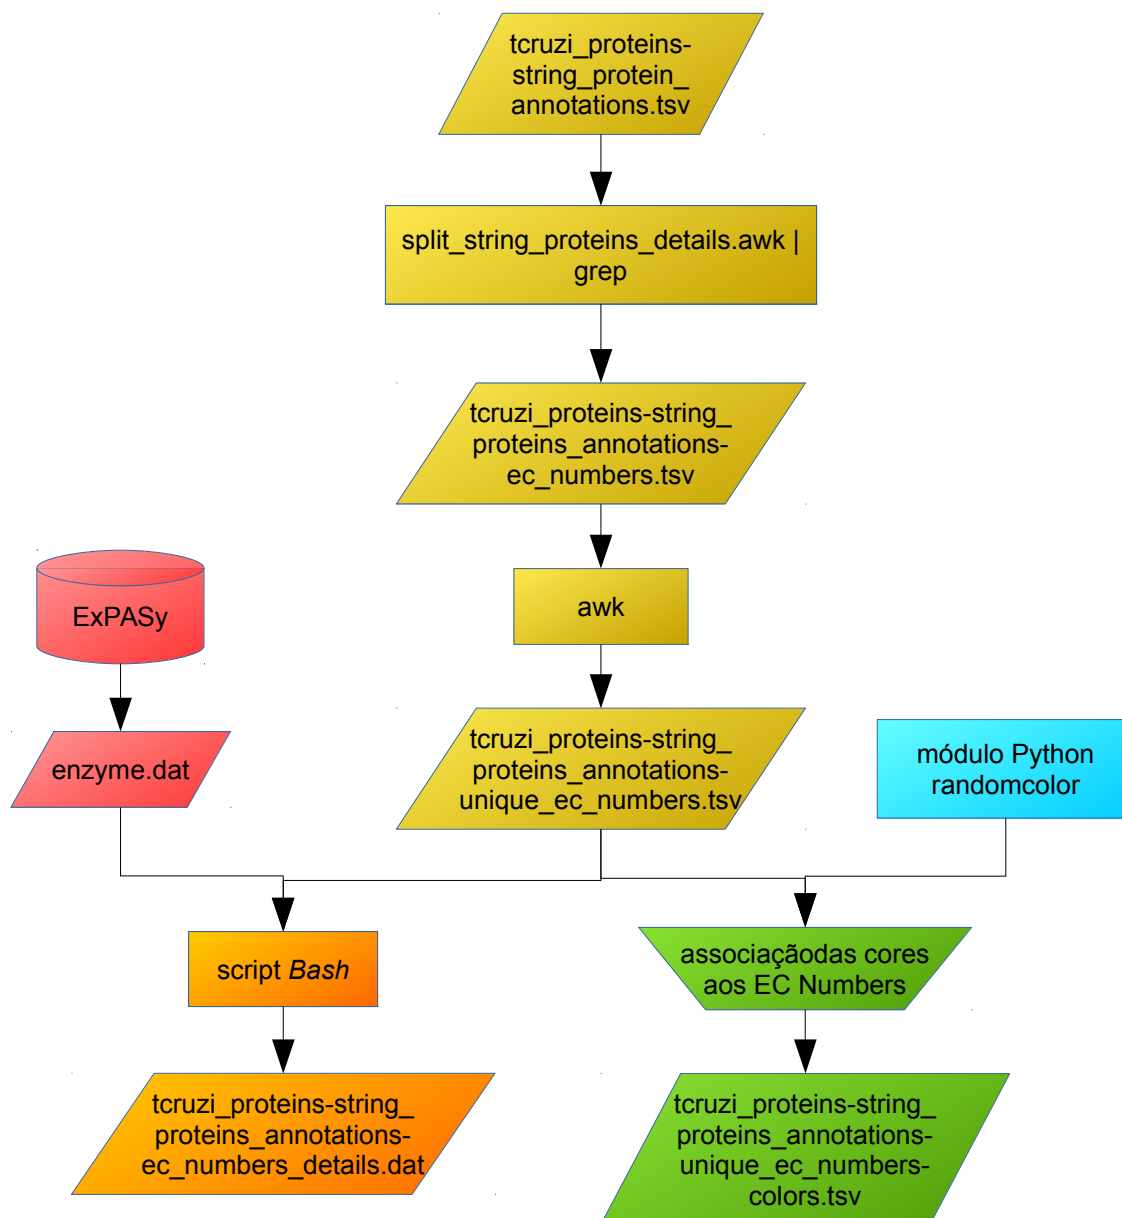 tcruzi_proteins-
string_protein_
annotations.tsv
split_string_proteins_details.awk |
grep
tcruzi_proteins-string_
proteins_annotations-
ec_numbers.tsv
ExPASy
awk
enzyme.dat
tcruzi_proteins-string_
proteins_annotations-
unique_ec_numbers.tsv
módulo Python
randomcolor
script Bash
associaçãodas cores
aos EC Numbers
tcruzi_proteins-string_
proteins_annotations-
ec_numbers_details.dat
tcruzi_proteins-string_
proteins_annotations-
unique_ec_numbers-
colors.tsv